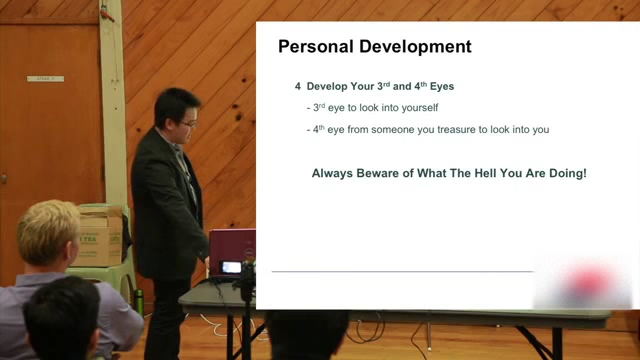 Personal Development
4 Develop Your 3rd and 4th Eyes
- 3rd eye to look into yourself
- 4th eye from someone you treasure to look into you
Always Beware of What The Hell You Are Doing!
TEA